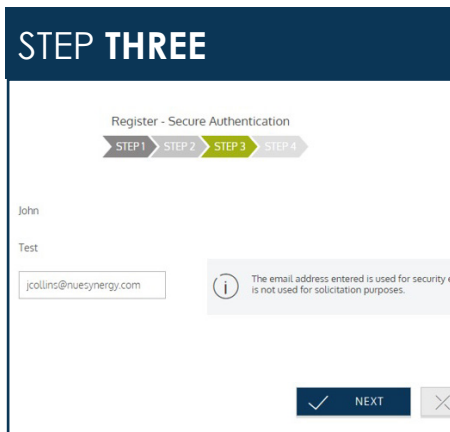 STEP THREE
Register - Secure Authentication
STEP 1 STEP 2 STEP 3 STEP 4
John
Test
jcollins@nuesynergy.com
The email address entered is used for security
is not used for solicitation purposes.
NEXT